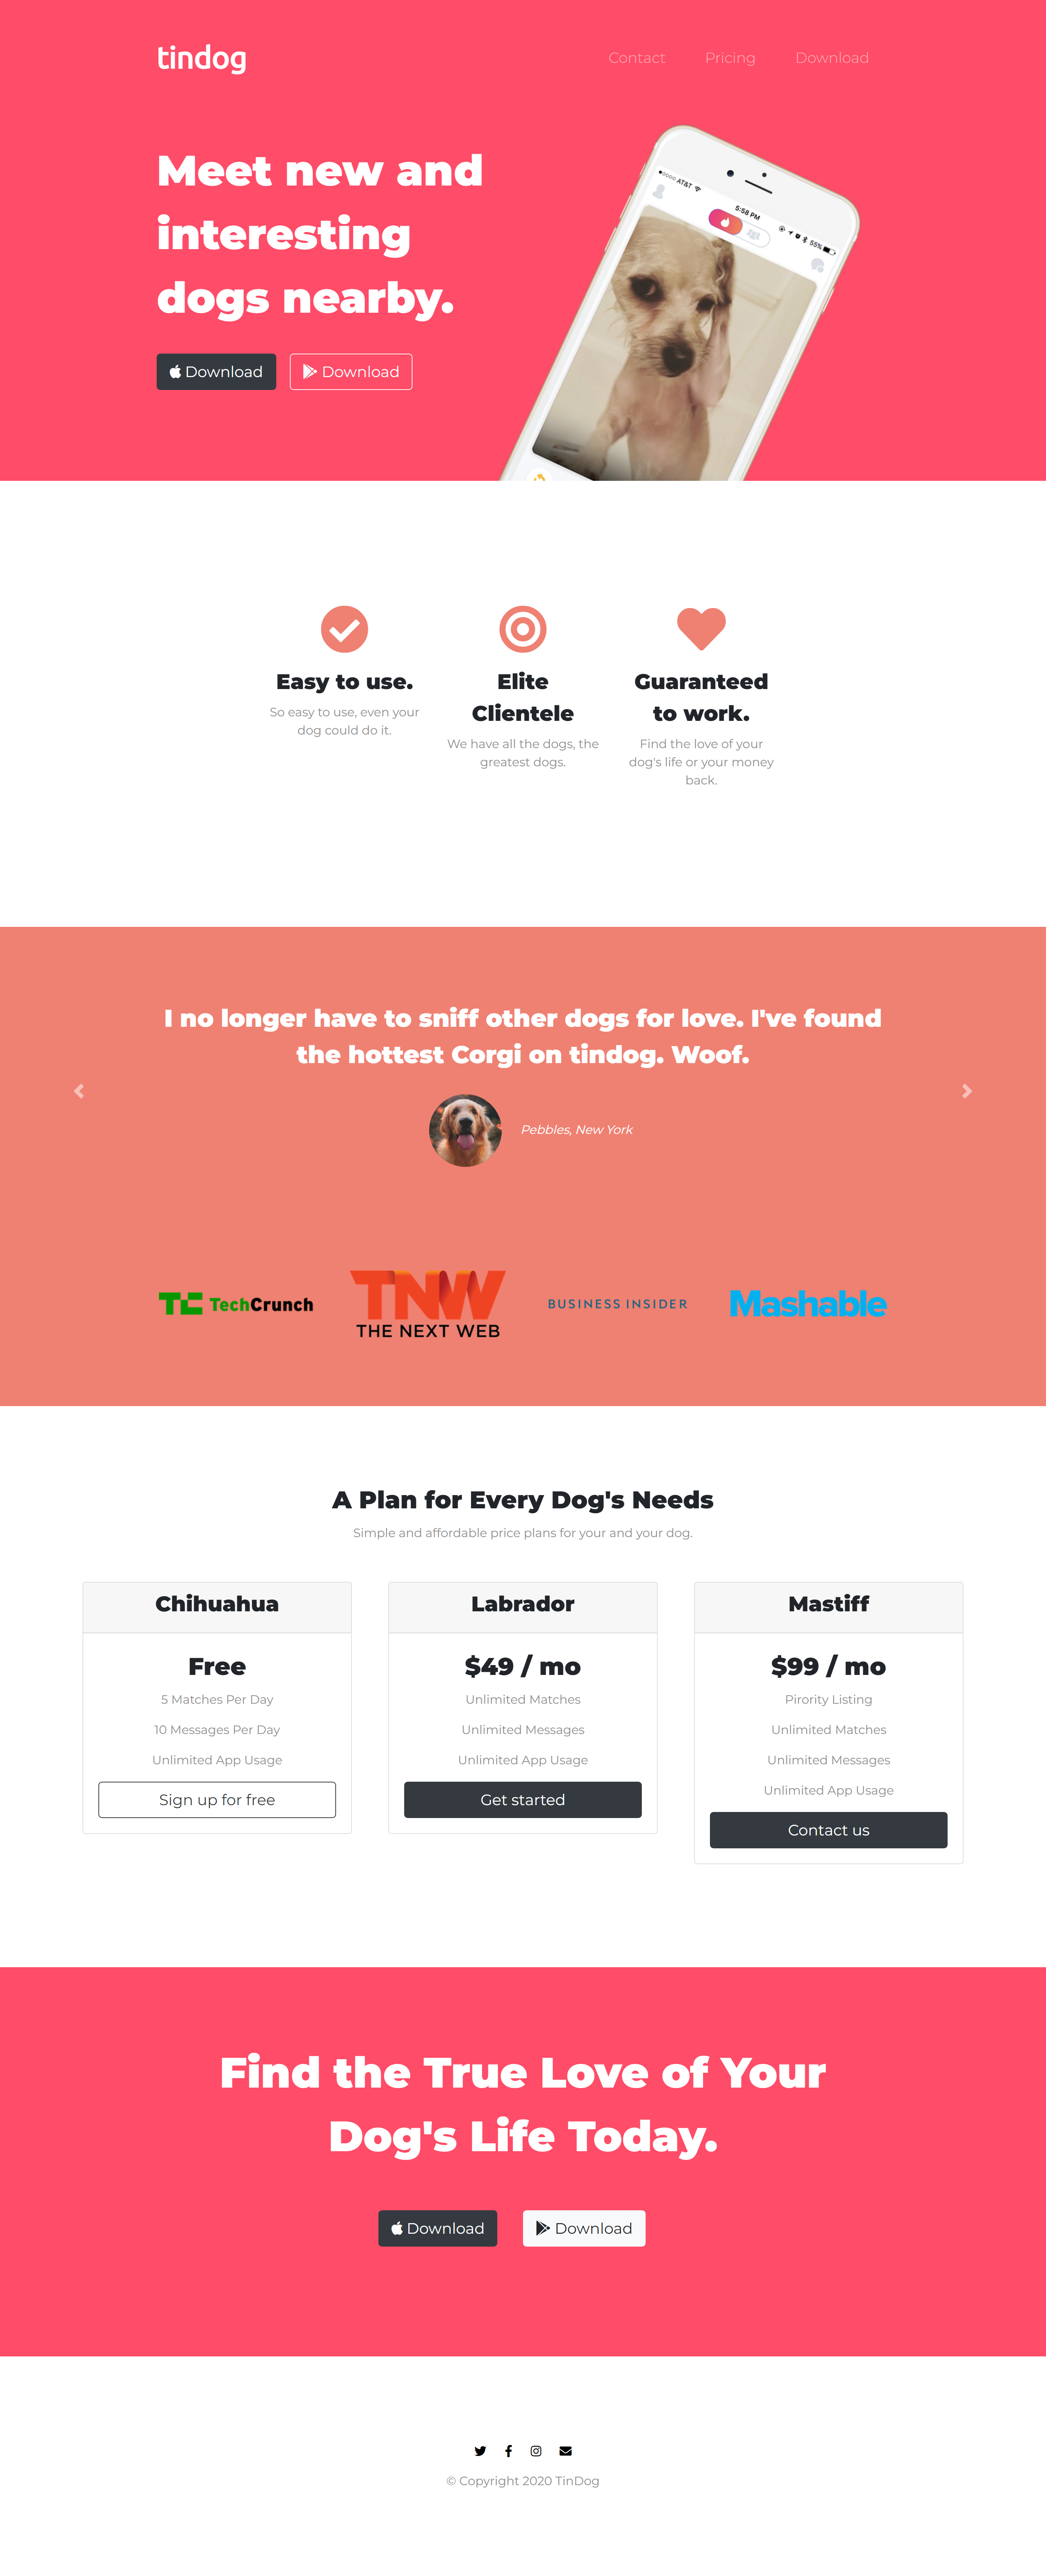 tindog
Contact Pricing Download
Meet new and
interesting
dogs nearby.
AT&T 5:58 PM 55%
Download Download
Easy to use.
So easy to use, even your
dog could do it.
Elite
Clientele
We have all the dogs, the
greatest dogs.
Guaranteed
to work.
Find the love of your
dog's life or your money
back.
I no longer have to sniff other dogs for love. I've found
the hottest Corgi on tindog. Woof.
Pebbles, New York
TC TechCrunch
TNW
THE NEXT WEB
BUSINESS INSIDER
Mashable
A Plan for Every Dog's Needs
Simple and affordable price plans for your and your dog.
Chihuahua
Free
5 Matches Per Day
10 Messages Per Day
Unlimited App Usage
Sign up for free
Labrador
$49 / mo
Unlimited Matches
Unlimited Messages
Unlimited App Usage
Get started
Mastiff
$99 / mo
Pirority Listing
Unlimited Matches
Unlimited Messages
Unlimited App Usage
Contact us
Find the True Love of Your
Dog's Life Today.
Download Download
© Copyright 2020 TinDog